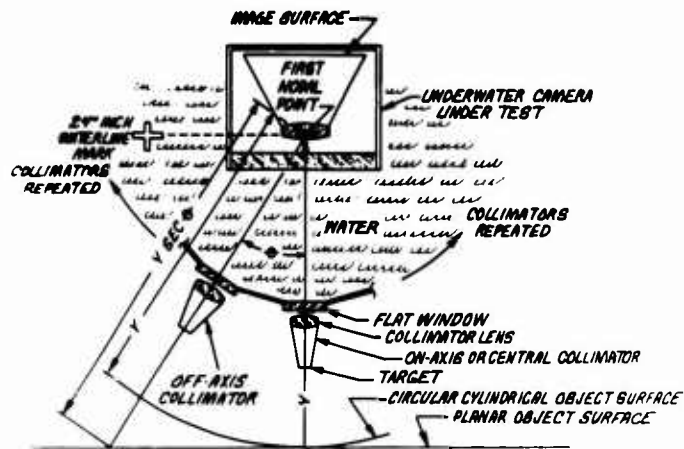 IMAGE SURFACE
FIRST
NODAL
POINT
UNDERWATER CAMERA
UNDER TEST
24" INCH
WATERLINE
MARK
COLLIMATORS
REPEATED
COLLIMATORS
REPEATED
WATER
Y SEC Φ
Φ
Y
Y
FLAT WINDOW
COLLIMATOR LENS
ON-AXIS OR CENTRAL COLLIMATOR
TARGET
OFF-AXIS
COLLIMATOR
CIRCULAR CYLINDRICAL OBJECT SURFACE
PLANAR OBJECT SURFACE